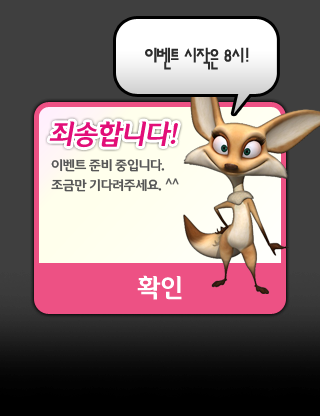 이벤트 시작은 8시!
죄송합니다!
이벤트 준비 중입니다.
조금만 기다려주세요. ^^
확인